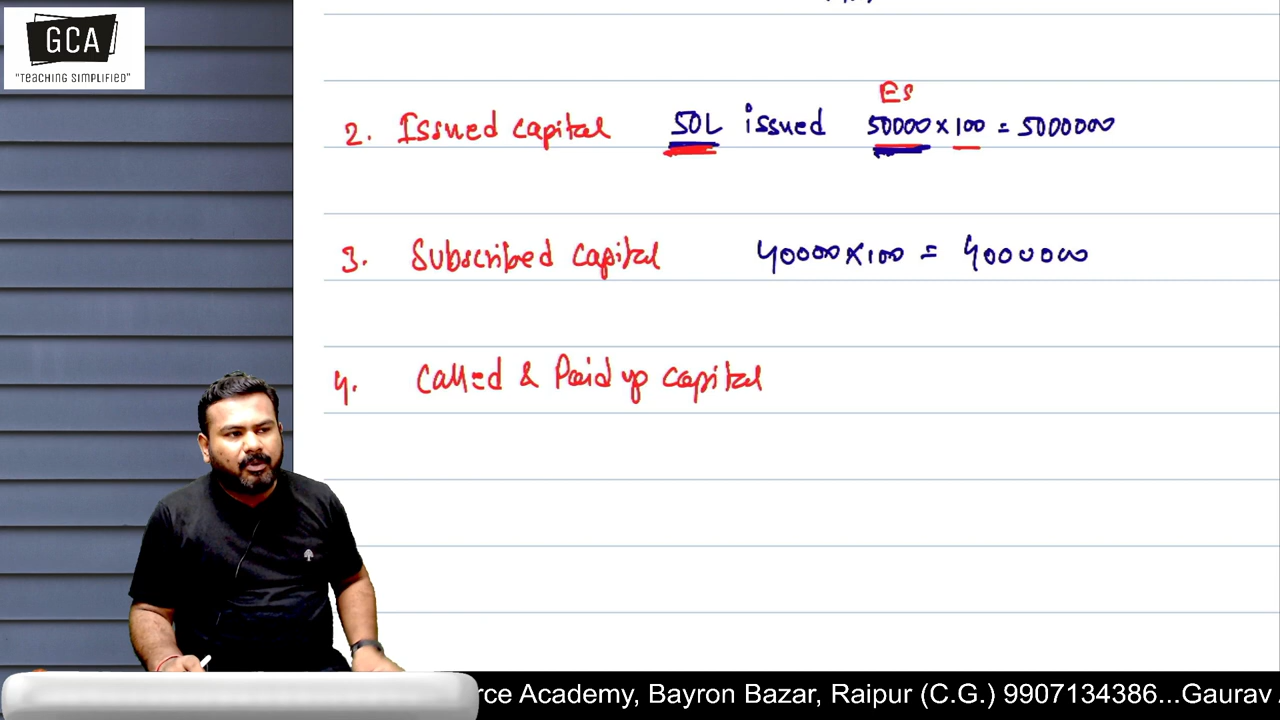 GCA
"TEACHING SIMPLIFIED"
ES
2. Issued capital 50L issued 50000 × 100 = 5000000
3. Subscribed capital 40000 × 100 = 4000000
4. Called & Paid up capital
rce Academy, Bayron Bazar, Raipur (C.G.) 9907134386...Gaurav